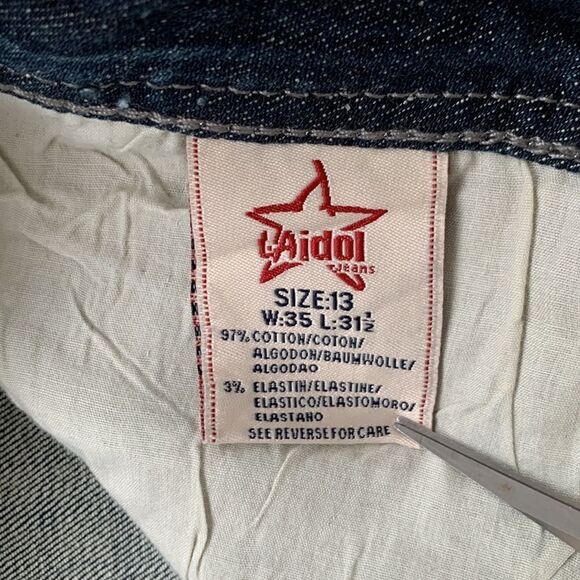 L.Aidol
Jeans
SIZE:13
W:35 L:31½
97% COTTON/COTON/
ALGODON/BAUMWOLLE/
ALGODAO
3% ELASTIN/ELASTINE/
ELASTICO/ELASTOMORO/
ELASTANO
SEE REVERSE FOR CARE